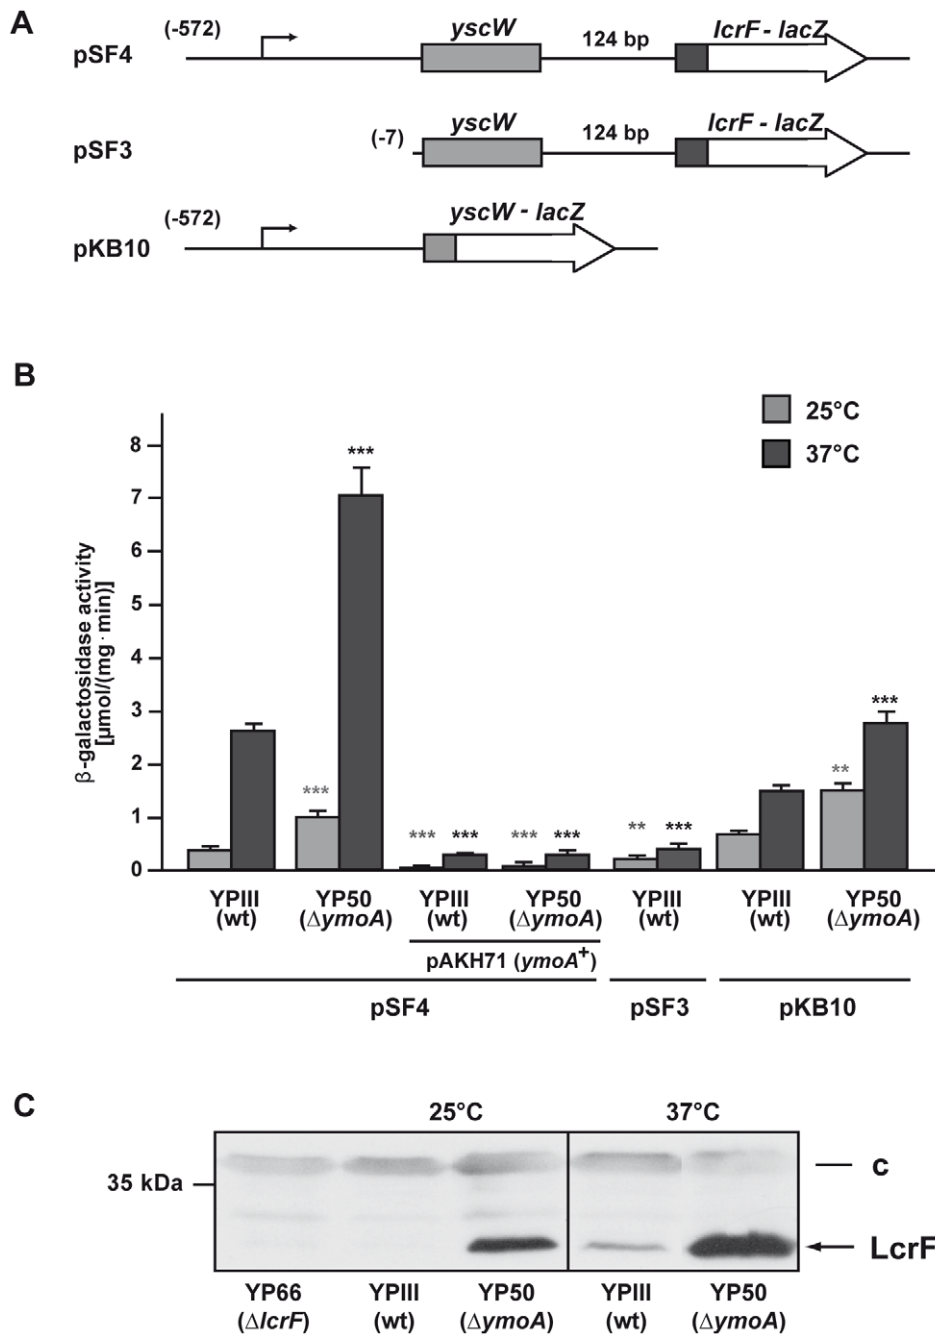 A
(-572)
yscW
124 bp
lcrF - lacZ
pSF4
(-7)
yscW
124 bp
lcrF - lacZ
pSF3
(-572)
yscW - lacZ
pKB10
B
25°C
37°C
β-galactosidase activity
[µmol/(mg·min)]
8
7
6
5
4
3
2
1
0
***
***
***
***
***
***
**
***
**
***
YPIII YP50 YPIII YP50 YPIII YPIII YP50
(wt) (ΔymoA) (wt) (ΔymoA) (wt) (wt) (ΔymoA)
pAKH71 (ymoA+)
pSF4 pSF3 pKB10
C
25°C 37°C
35 kDa
c
LcrF
YP66 YPIII YP50 YPIII YP50
(ΔlcrF) (wt) (ΔymoA) (wt) (ΔymoA)